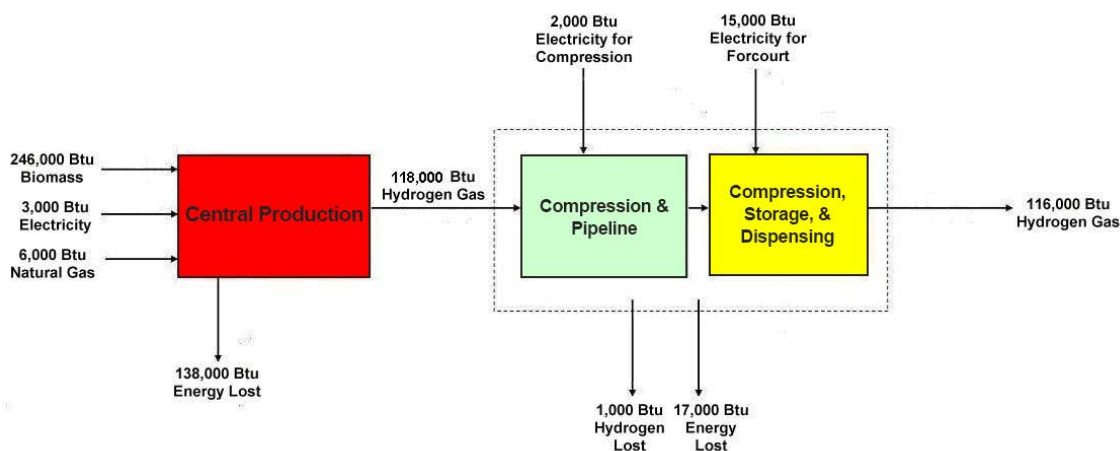 2,000 Btu
Electricity for
Compression
15,000 Btu
Electricity for
Forcourt
246,000 Btu
Biomass
3,000 Btu
Electricity
6,000 Btu
Natural Gas
Central Production
118,000 Btu
Hydrogen Gas
Compression &
Pipeline
Compression,
Storage, &
Dispensing
116,000 Btu
Hydrogen Gas
138,000 Btu
Energy Lost
1,000 Btu
Hydrogen
Lost
17,000 Btu
Energy
Lost